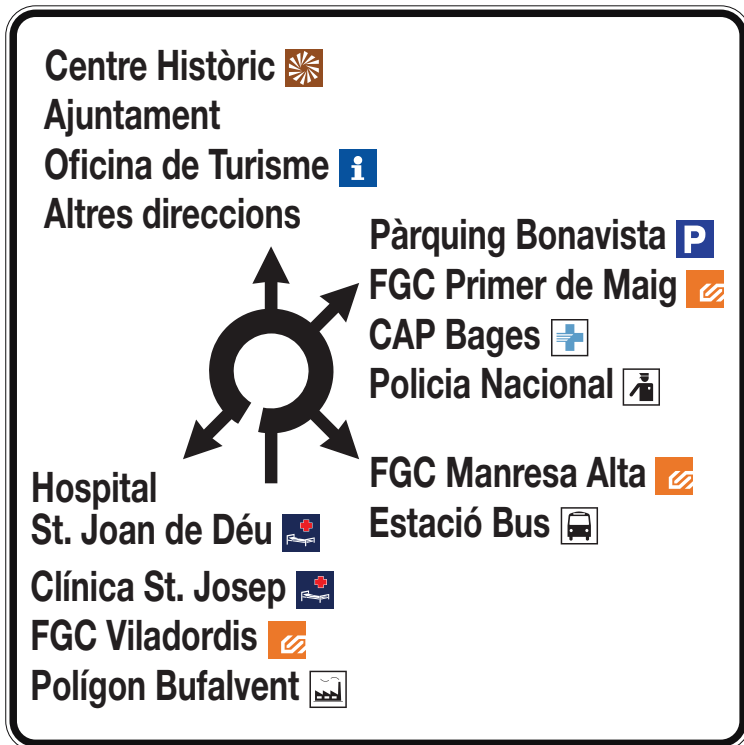 Centre Històric
Ajuntament
Oficina de Turisme i
Altres direccions
Pàrquing Bonavista P
FGC Primer de Maig
CAP Bages
Policia Nacional
FGC Manresa Alta
Estació Bus
Hospital
St. Joan de Déu
Clínica St. Josep
FGC Viladordis
Polígon Bufalvent